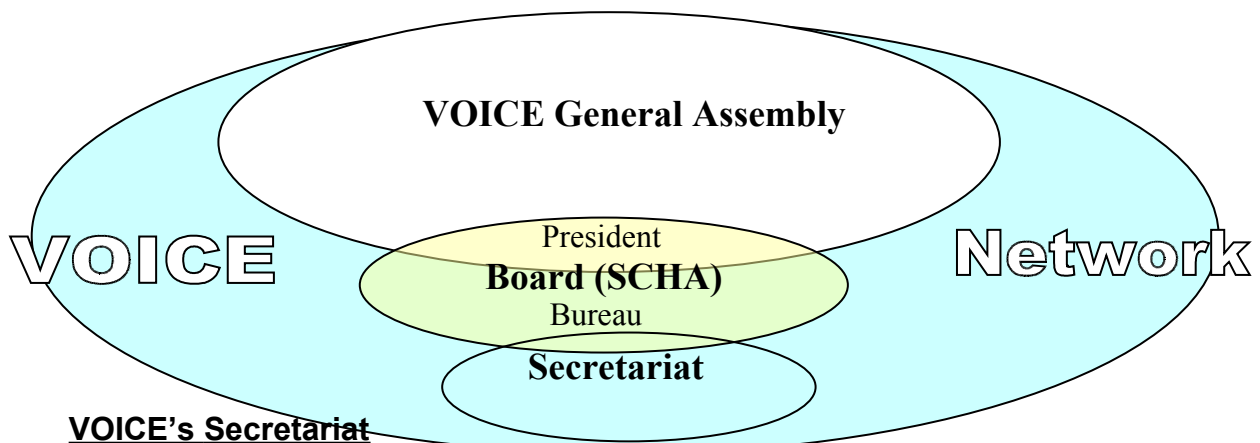 VOICE General Assembly
VOICE
Network
President
Board (SCHA)
Bureau
Secretariat
VOICE's Secretariat